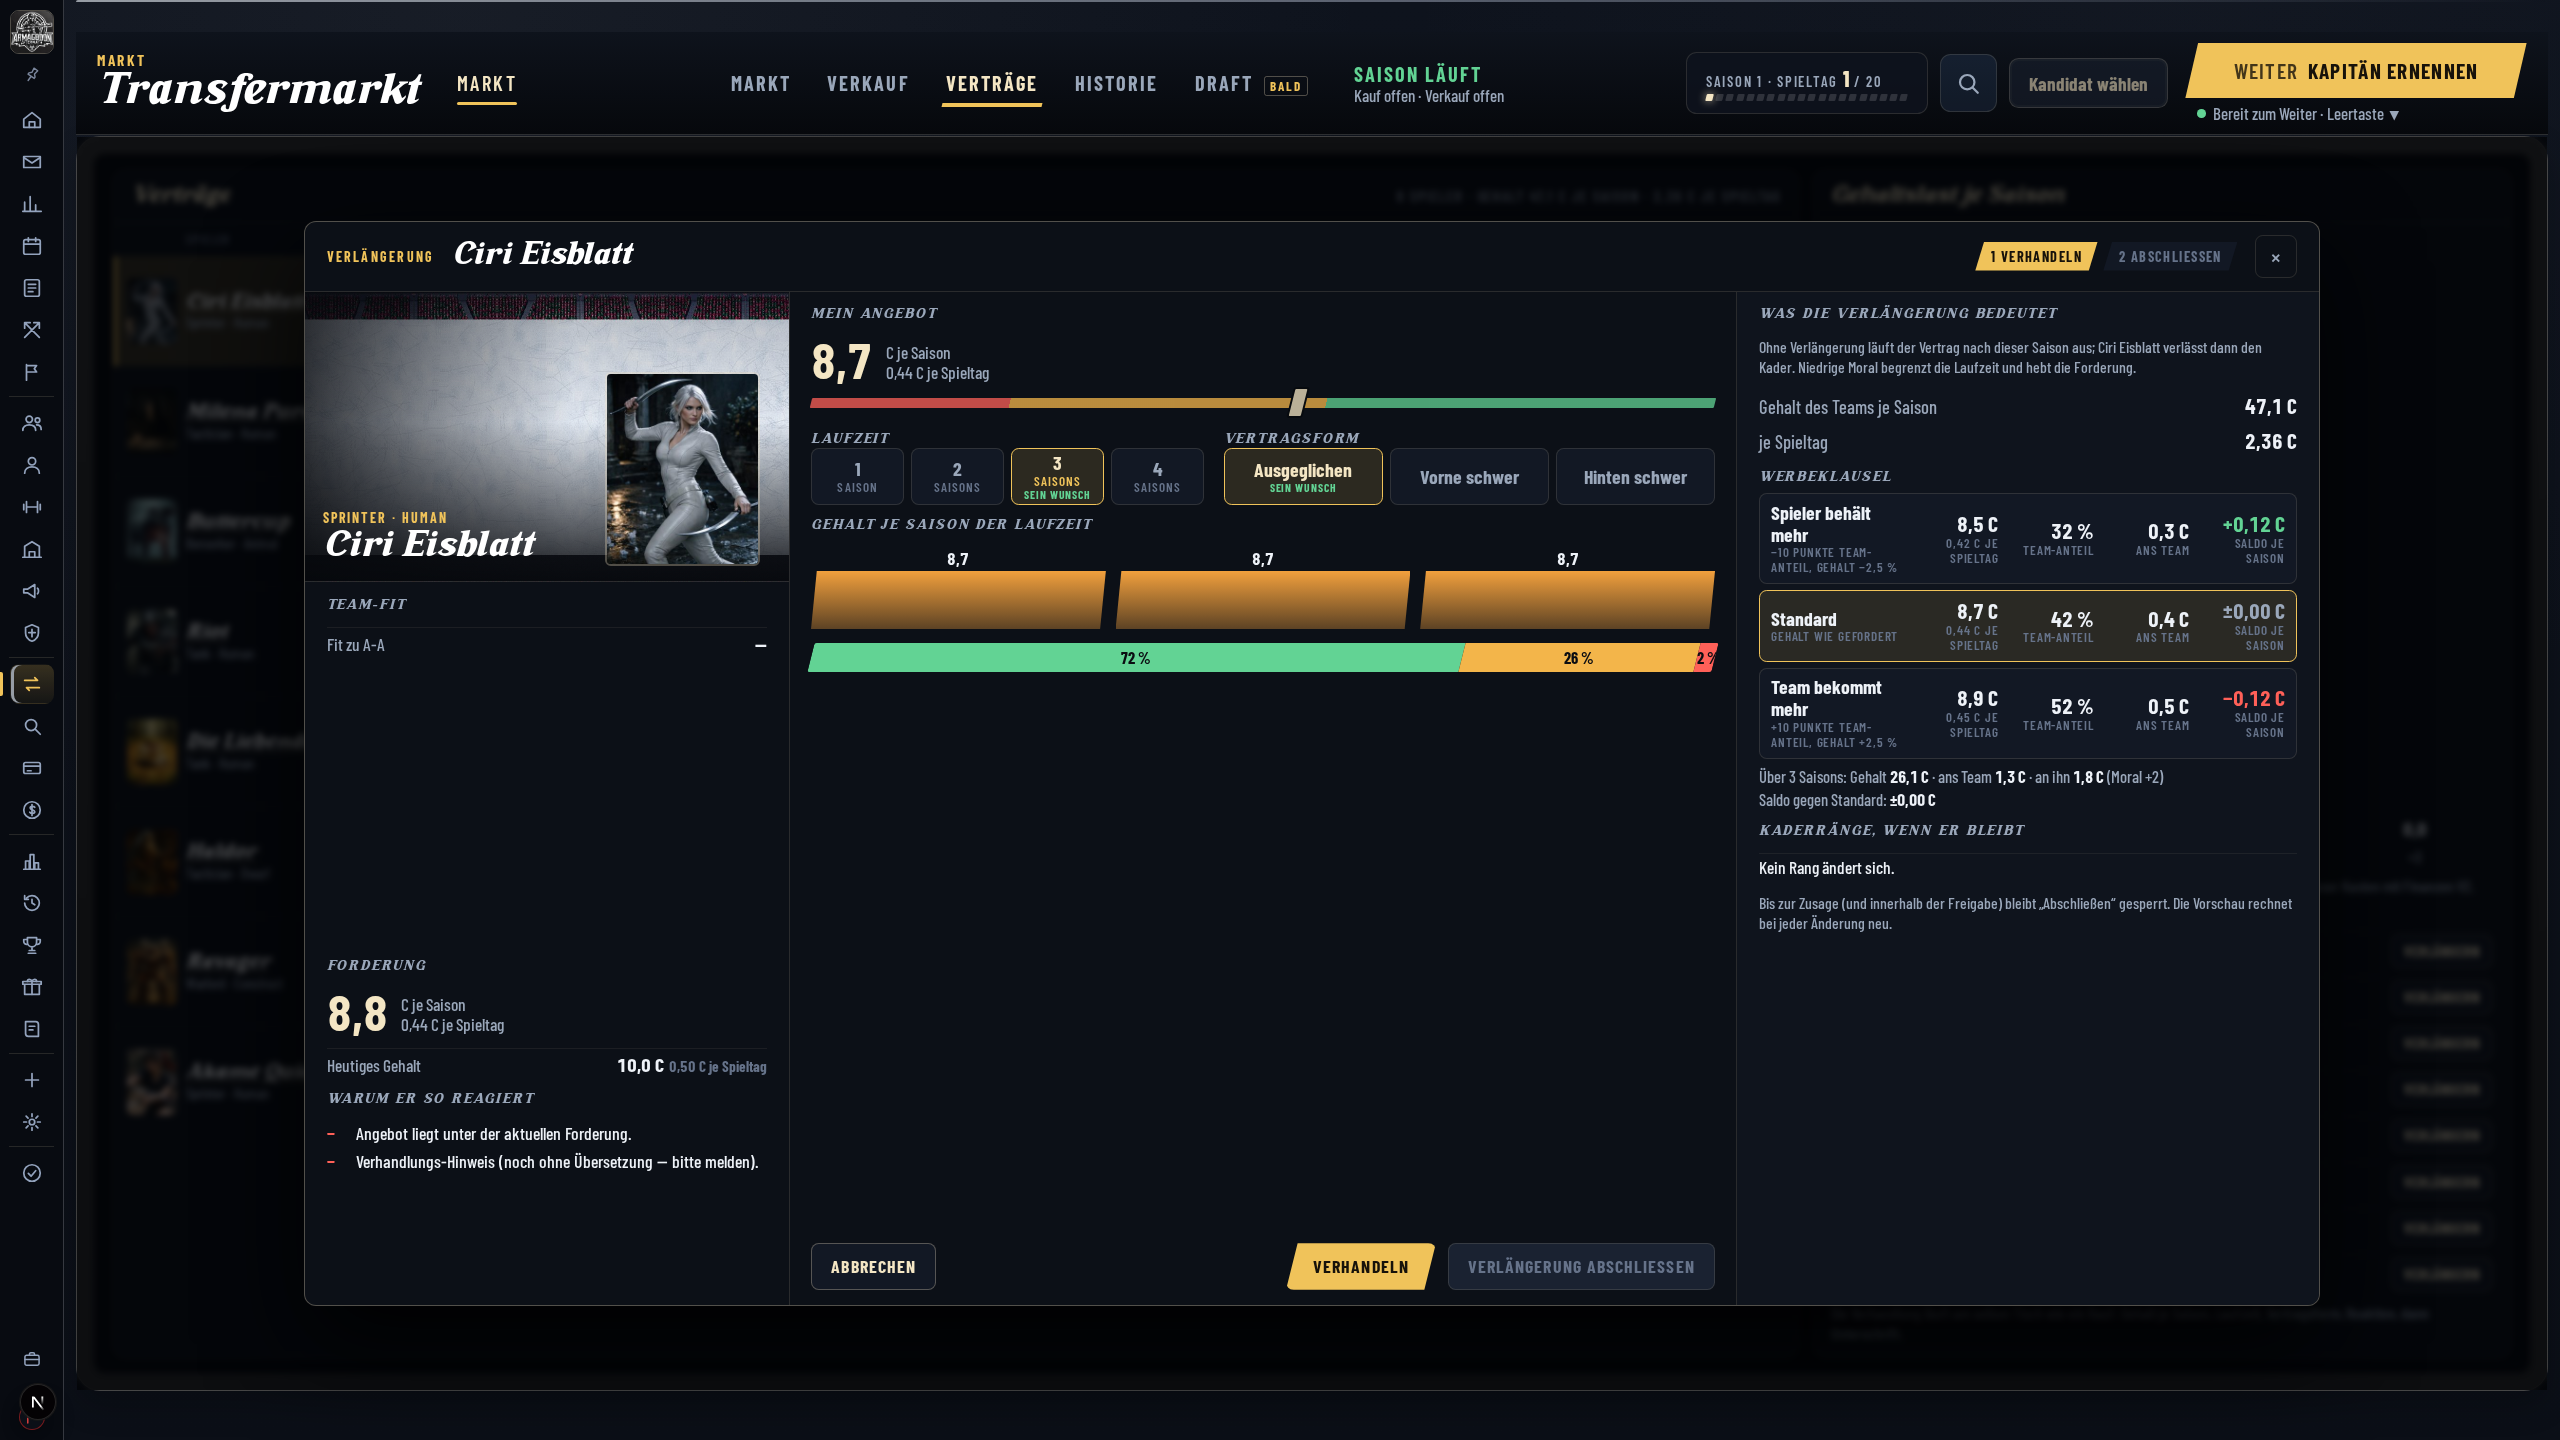 MARKT
Transfermarkt
MARKT
MARKT
VERKAUF
VERTRÄGE
HISTORIE
DRAFT BALD
SAISON LÄUFT
Kauf offen · Verkauf offen
SAISON 1 · SPIELTAG 1 / 20
Kandidat wählen
WEITER KAPITÄN ERNENNEN
Bereit zum Weiter · Leertaste ▼
Verträge
Gehaltslast je Saison
VERLÄNGERUNG Ciri Eisblatt
1 VERHANDELN
2 ABSCHLIESSEN
×
SPRINTER · HUMAN
Ciri Eisblatt
TEAM-FIT
Fit zu A-A –
FORDERUNG
8,8
C je Saison
0,44 C je Spieltag
Heutiges Gehalt 10,0 C 0,50 C je Spieltag
WARUM ER SO REAGIERT
– Angebot liegt unter der aktuellen Forderung.
– Verhandlungs-Hinweis (noch ohne Übersetzung — bitte melden).
MEIN ANGEBOT
8,7
C je Saison
0,44 C je Spieltag
LAUFZEIT
1
SAISON
2
SAISONS
3
SAISONS
SEIN WUNSCH
4
SAISONS
VERTRAGSFORM
Ausgeglichen
SEIN WUNSCH
Vorne schwer
Hinten schwer
GEHALT JE SAISON DER LAUFZEIT
8,7 8,7 8,7
72 % 26 % 2 %
ABBRECHEN
VERHANDELN
VERLÄNGERUNG ABSCHLIESSEN
WAS DIE VERLÄNGERUNG BEDEUTET
Ohne Verlängerung läuft der Vertrag nach dieser Saison aus; Ciri Eisblatt verlässt dann den
Kader. Niedrige Moral begrenzt die Laufzeit und hebt die Forderung.
Gehalt des Teams je Saison 47,1 C
je Spieltag 2,36 C
WERBEKLAUSEL
Spieler behält
mehr
−10 PUNKTE TEAM-
ANTEIL, GEHALT −2,5 %
8,5 C
0,42 C JE
SPIELTAG
32 %
TEAM-ANTEIL
0,3 C
ANS TEAM
+0,12 C
SALDO JE
SAISON
Standard
GEHALT WIE GEFORDERT
8,7 C
0,44 C JE
SPIELTAG
42 %
TEAM-ANTEIL
0,4 C
ANS TEAM
±0,00 C
SALDO JE
SAISON
Team bekommt
mehr
+10 PUNKTE TEAM-
ANTEIL, GEHALT +2,5 %
8,9 C
0,45 C JE
SPIELTAG
52 %
TEAM-ANTEIL
0,5 C
ANS TEAM
−0,12 C
SALDO JE
SAISON
Über 3 Saisons: Gehalt 26,1 C · ans Team 1,3 C · an ihn 1,8 C (Moral +2)
Saldo gegen Standard: ±0,00 C
KADERRÄNGE, WENN ER BLEIBT
Kein Rang ändert sich.
Bis zur Zusage (und innerhalb der Freigabe) bleibt „Abschließen“ gesperrt. Die Vorschau rechnet
bei jeder Änderung neu.
N